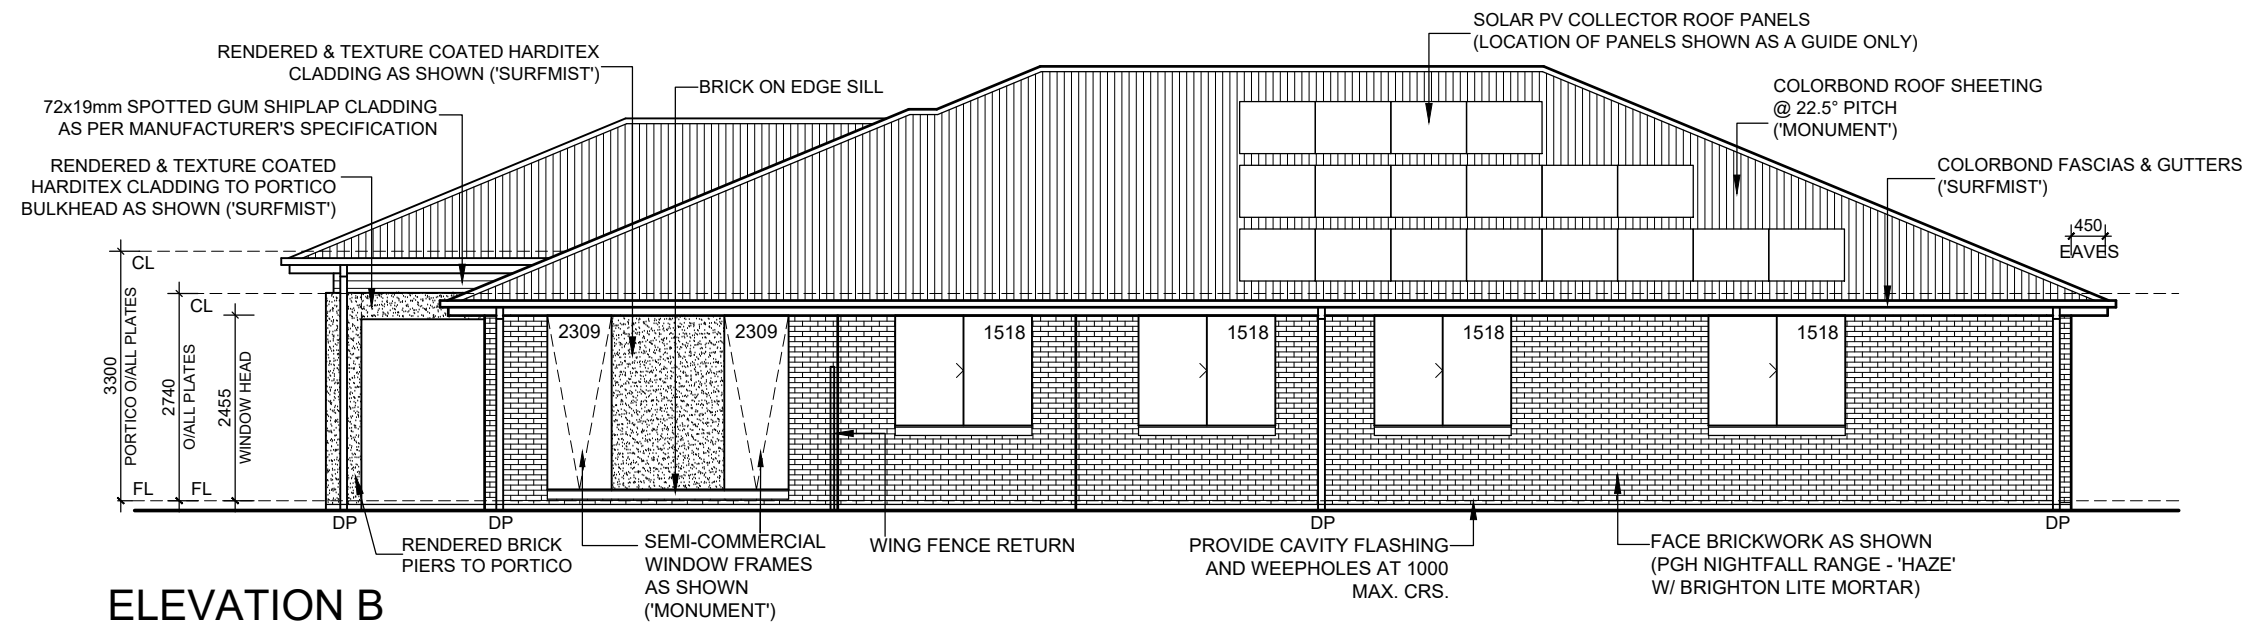 SOLAR PV COLLECTOR ROOF PANELS
(LOCATION OF PANELS SHOWN AS A GUIDE ONLY)
RENDERED & TEXTURE COATED HARDITEX
CLADDING AS SHOWN ('SURFMIST')
BRICK ON EDGE SILL
COLORBOND ROOF SHEETING
@ 22.5° PITCH
('MONUMENT')
72x19mm SPOTTED GUM SHIPLAP CLADDING
AS PER MANUFACTURER'S SPECIFICATION
RENDERED & TEXTURE COATED
HARDITEX CLADDING TO PORTICO
BULKHEAD AS SHOWN ('SURFMIST')
COLORBOND FASCIAS & GUTTERS
('SURFMIST')
450
EAVES
CL
CL
3300
PORTICO O/ALL PLATES
2740
O/ALL PLATES
2455
WINDOW HEAD
2309
2309
1518
1518
1518
1518
FL
FL
DP
DP
DP
DP
RENDERED BRICK
PIERS TO PORTICO
SEMI-COMMERCIAL
WINDOW FRAMES
AS SHOWN
('MONUMENT')
WING FENCE RETURN
PROVIDE CAVITY FLASHING
AND WEEPHOLES AT 1000
MAX. CRS.
FACE BRICKWORK AS SHOWN
(PGH NIGHTFALL RANGE - 'HAZE'
W/ BRIGHTON LITE MORTAR)
ELEVATION B